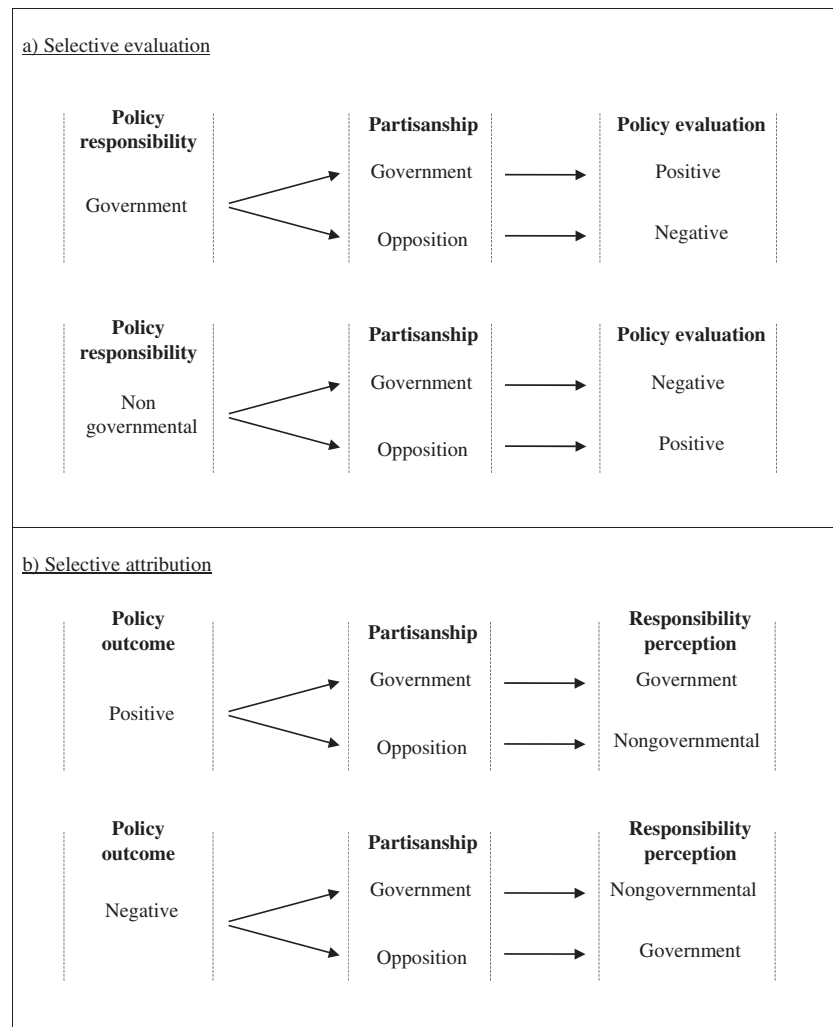 a) Selective evaluation
Policy
responsibility
Partisanship
Policy evaluation
Government
Government
Positive
Opposition
Negative
Policy
responsibility
Partisanship
Policy evaluation
Non
governmental
Government
Negative
Opposition
Positive
b) Selective attribution
Policy
outcome
Partisanship
Responsibility
perception
Positive
Government
Government
Opposition
Nongovernmental
Policy
outcome
Partisanship
Responsibility
perception
Negative
Government
Nongovernmental
Opposition
Government